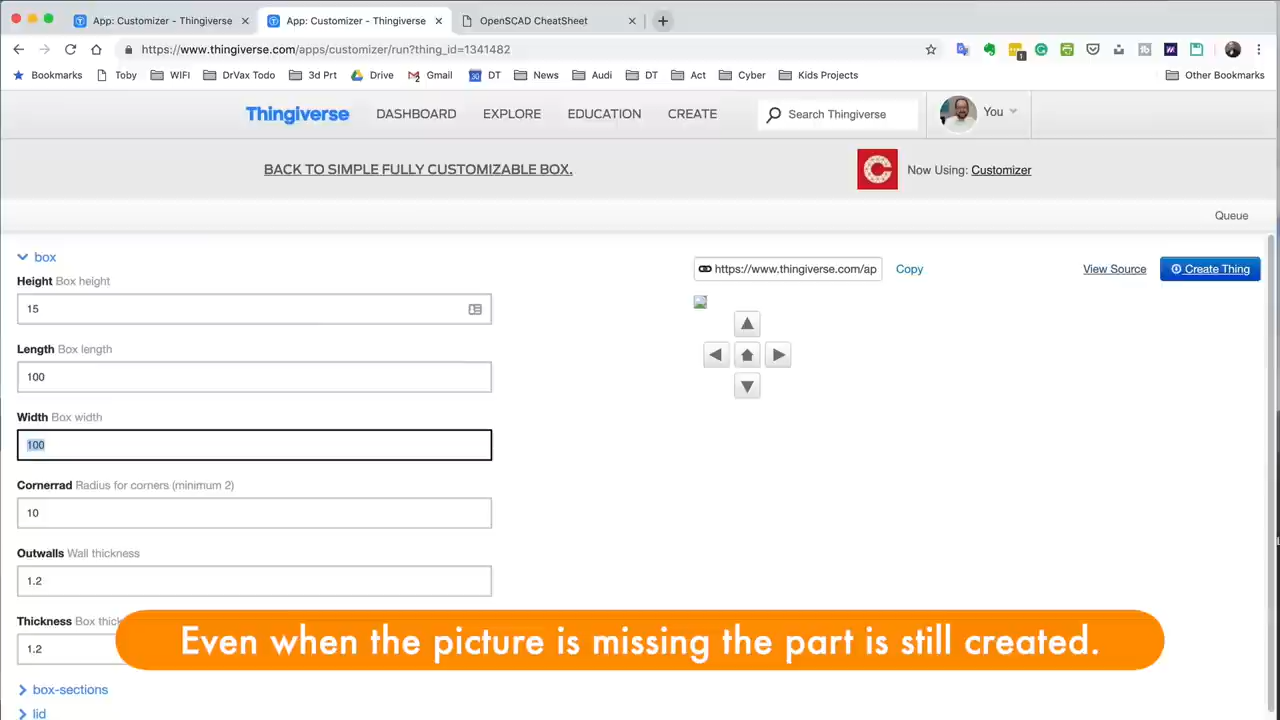 App: Customizer - Thingiverse
App: Customizer - Thingiverse
OpenSCAD CheatSheet
https://www.thingiverse.com/apps/customizer/run?thing_id=1341482
1
Bookmarks Toby WIFI DrVax Todo 3d Prt Drive Gmail DT News Audi DT Act Cyber Kids Projects Other Bookmarks
Thingiverse DASHBOARD EXPLORE EDUCATION CREATE Search Thingiverse You
BACK TO SIMPLE FULLY CUSTOMIZABLE BOX.
Now Using: Customizer
Queue
box
Height Box height
15
Length Box length
100
Width Box width
100
Cornerrad Radius for corners (minimum 2)
10
Outwalls Wall thickness
1.2
Thickness Box thick
1.2
box-sections
lid
https://www.thingiverse.com/ap Copy View Source Create Thing
Even when the picture is missing the part is still created.